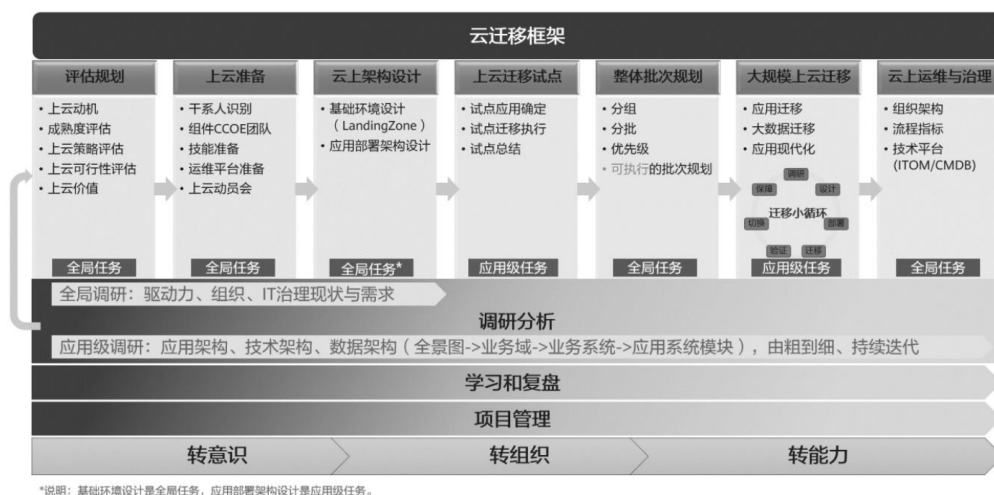 云迁移框架
评估规划
• 上云动机
• 成熟度评估
• 上云策略评估
• 上云可行性评估
• 上云价值
全局任务
上云准备
• 干系人识别
• 组件CCOE团队
• 技能准备
• 运维平台准备
• 上云动员会
全局任务
云上架构设计
• 基础环境设计
（LandingZone）
• 应用部署架构设计
全局任务*
上云迁移试点
• 试点应用确定
• 试点迁移执行
• 试点总结
应用级任务
整体批次规划
• 分组
• 分批
• 优先级
• 可执行的批次规划
全局任务
大规模上云迁移
• 应用迁移
• 大数据迁移
• 应用现代化
调研
设计
部署
迁移
验证
切换
保障
迁移小循环
应用级任务
云上运维与治理
• 组织架构
• 流程指标
• 技术平台
(ITOM/CMDB)
全局任务
全局调研：驱动力、组织、IT治理现状与需求
调研分析
应用级调研：应用架构、技术架构、数据架构（全景图->业务域->业务系统->应用系统模块），由粗到细、持续迭代
学习和复盘
项目管理
转意识
转组织
转能力
*说明：基础环境设计是全局任务，应用部署架构设计是应用级任务。